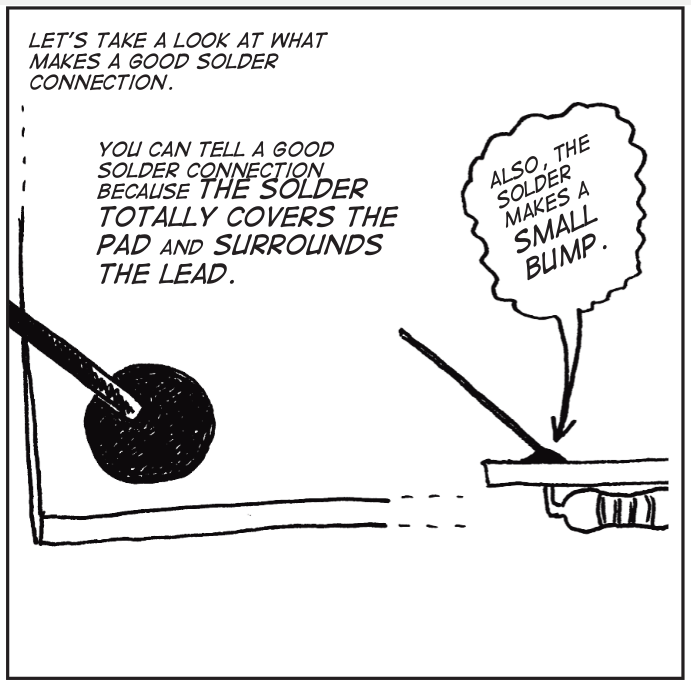 LET'S TAKE A LOOK AT WHAT
MAKES A GOOD SOLDER
CONNECTION.
YOU CAN TELL A GOOD
SOLDER CONNECTION
BECAUSE THE SOLDER
TOTALLY COVERS THE
PAD AND SURROUNDS
THE LEAD.
ALSO, THE
SOLDER
MAKES A
SMALL
BUMP.